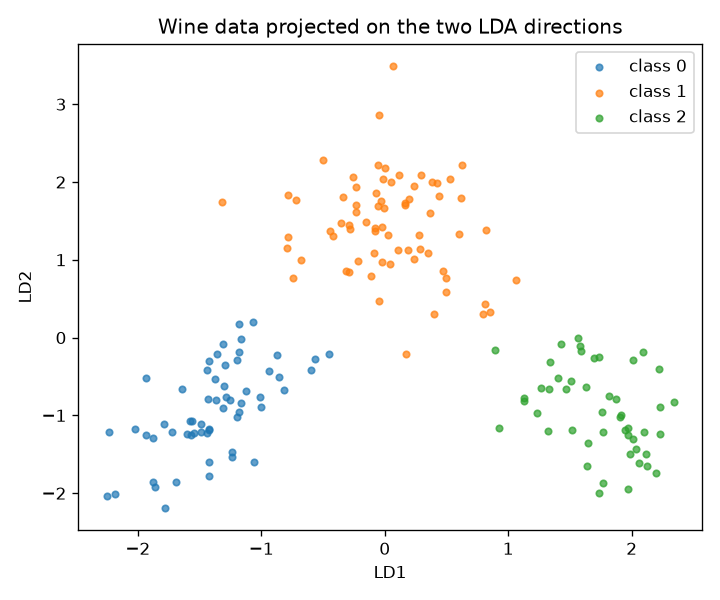 Wine data projected on the two LDA directions
class 0
class 1
class 2
3
2
1
0
−1
−2
LD2
−2
−1
0
1
2
LD1